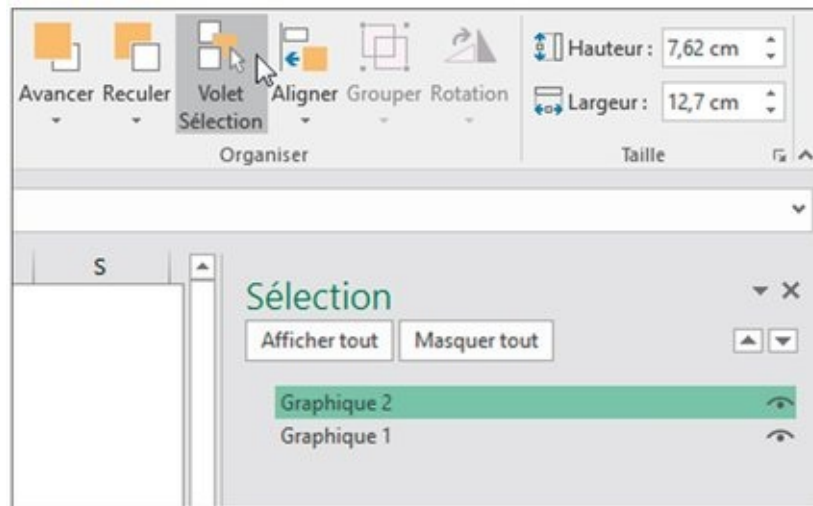 Avancer Reculer Volet Sélection Aligner Grouper Rotation
Hauteur : 7,62 cm
Largeur : 12,7 cm
Organiser Taille
S
Sélection
Afficher tout Masquer tout
Graphique 2
Graphique 1